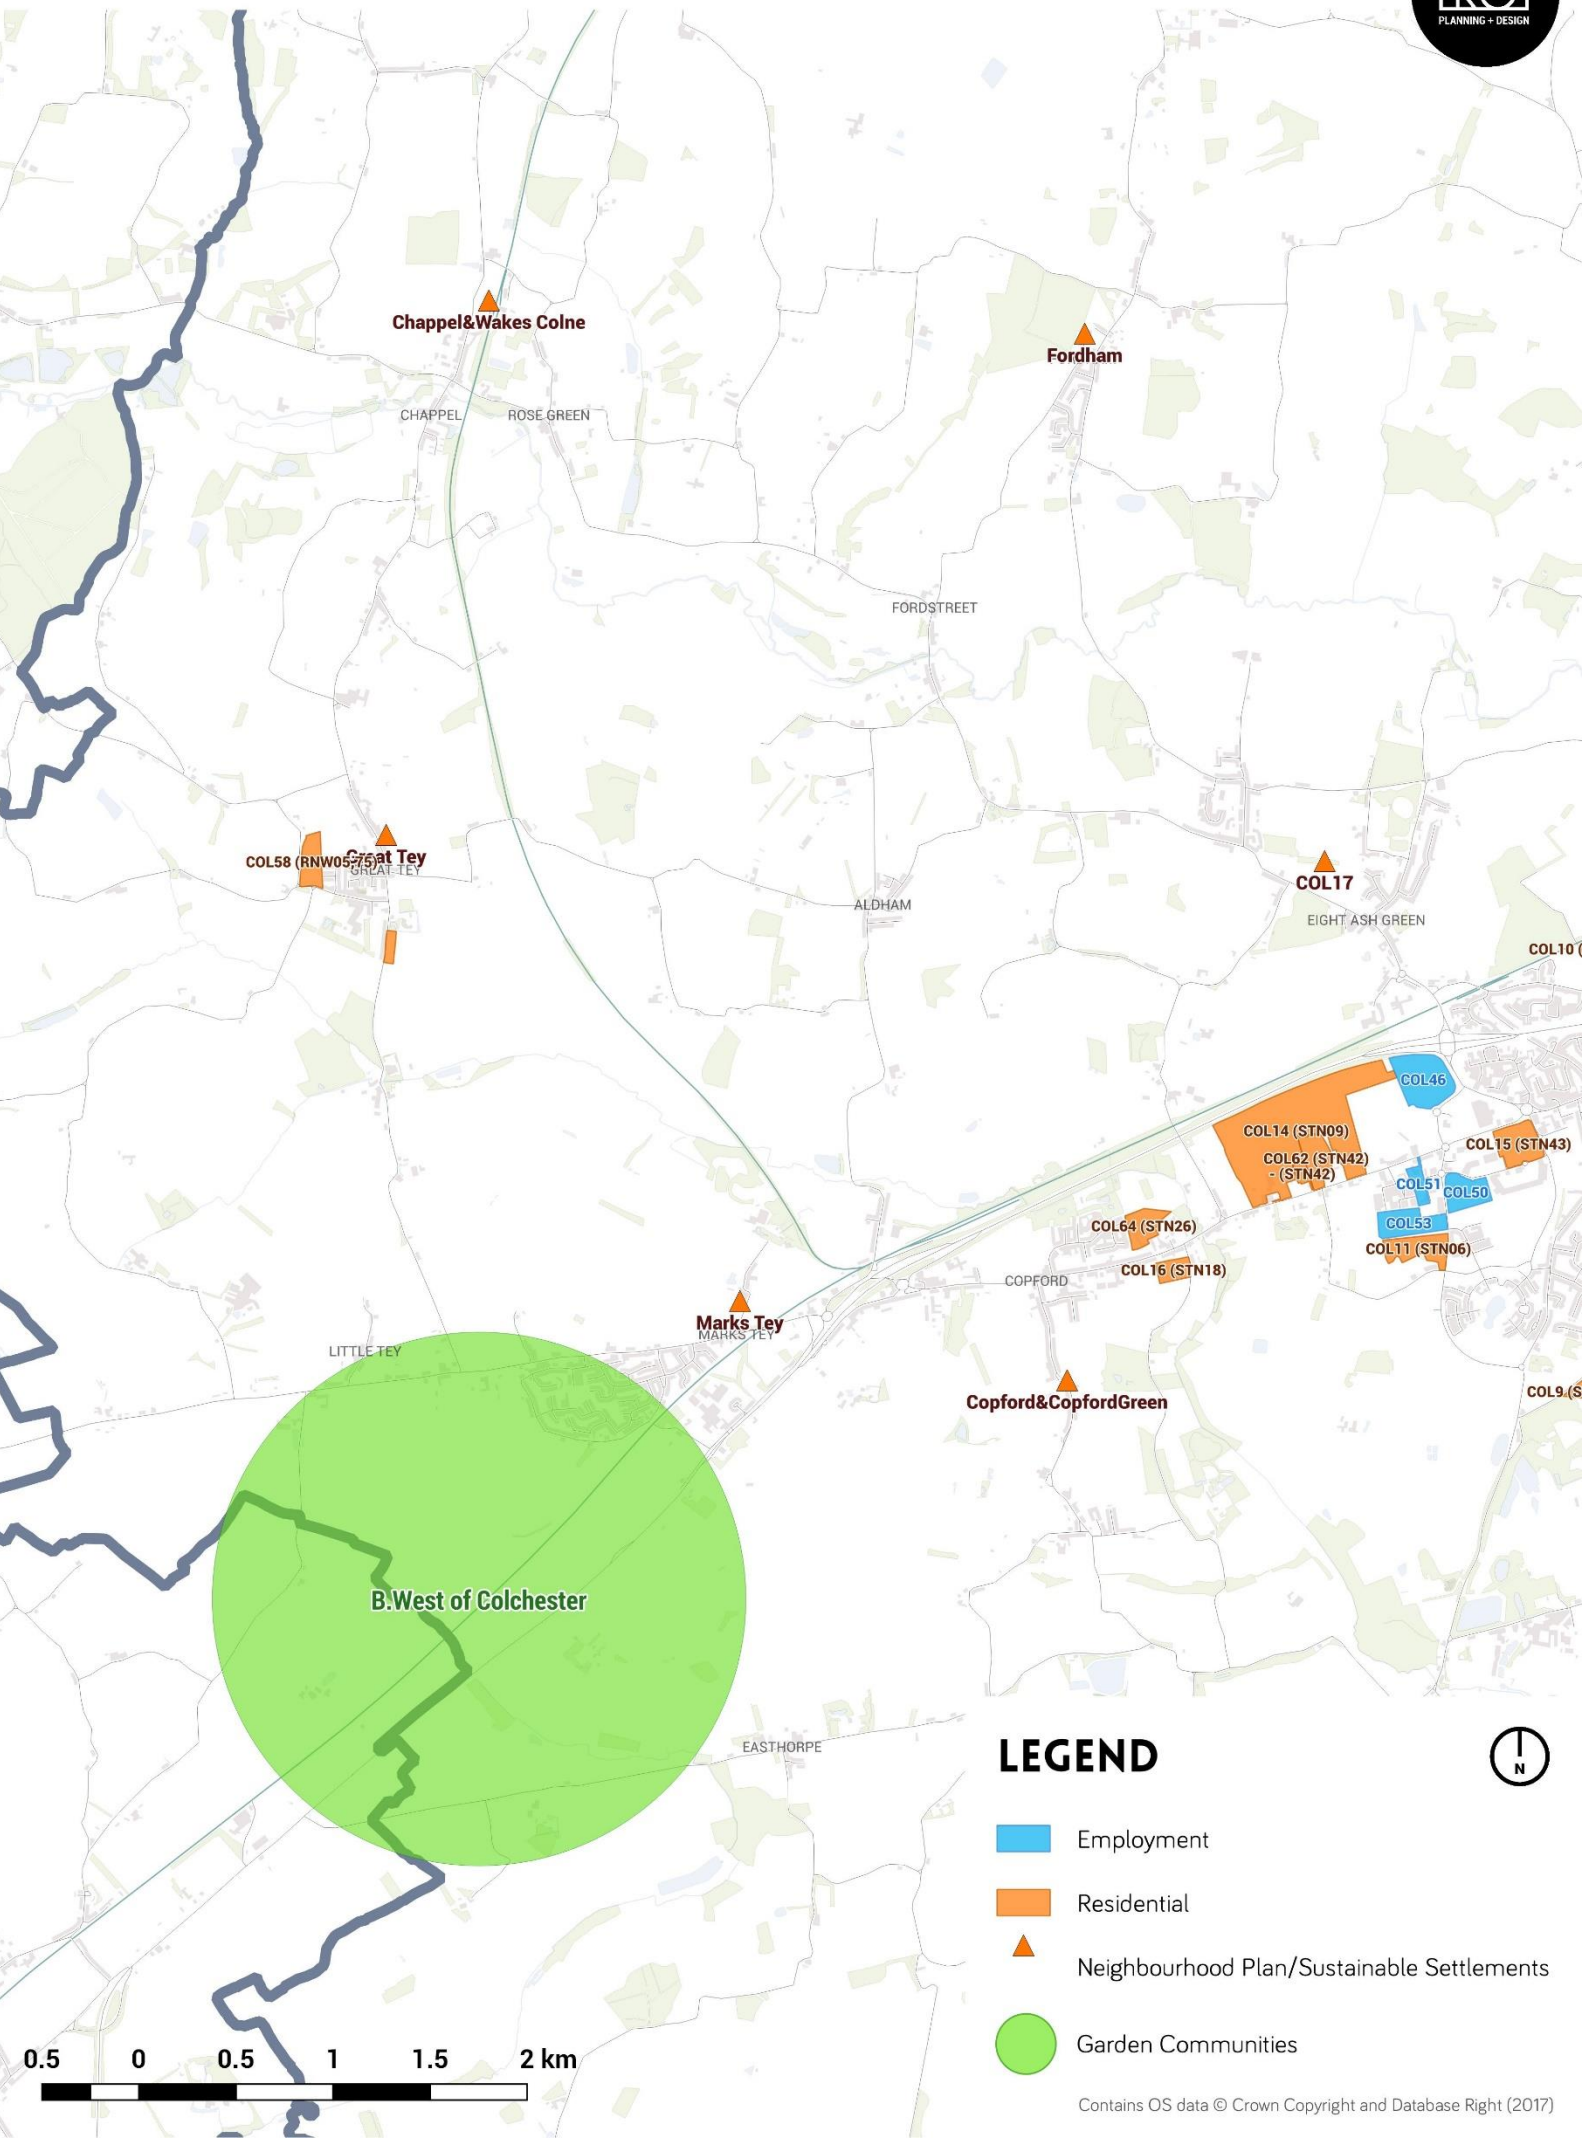 PLANNING + DESIGN
Chappel&Wakes Colne
Fordham
CHAPPEL
ROSE GREEN
FORDSTREET
COL58 (RNW05,75)
Great Tey
GREAT TEY
COL17
ALDHAM
EIGHT ASH GREEN
COL10 (
COL46
COL14 (STN09)
COL15 (STN43)
COL62 (STN42)
- (STN42)
COL51
COL50
COL64 (STN26)
COL53
COL11 (STN06)
COL16 (STN18)
COPFORD
Marks Tey
MARKS TEY
LITTLE TEY
COL9 (S
Copford&CopfordGreen
B.West of Colchester
EASTHORPE
LEGEND
N
Employment
Residential
Neighbourhood Plan/Sustainable Settlements
Garden Communities
0.5 0 0.5 1 1.5 2 km
Contains OS data © Crown Copyright and Database Right (2017)